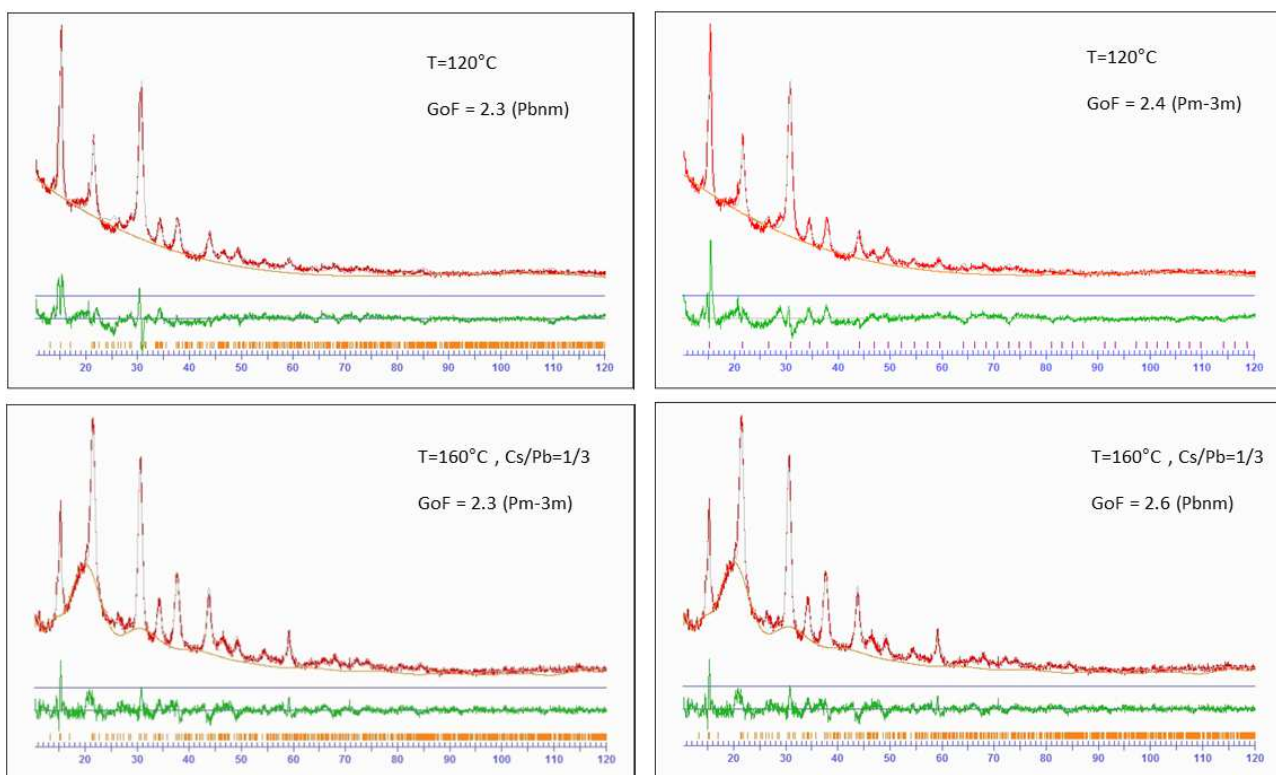 T=120°C
GoF = 2.3 (Pbnm)
20 30 40 50 60 70 80 90 100 110 120
T=120°C
GoF = 2.4 (Pm-3m)
20 30 40 50 60 70 80 90 100 110 120
T=160°C , Cs/Pb=1/3
GoF = 2.3 (Pm-3m)
20 30 40 50 60 70 80 90 100 110 120
T=160°C , Cs/Pb=1/3
GoF = 2.6 (Pbnm)
20 30 40 50 60 70 80 90 100 110 120